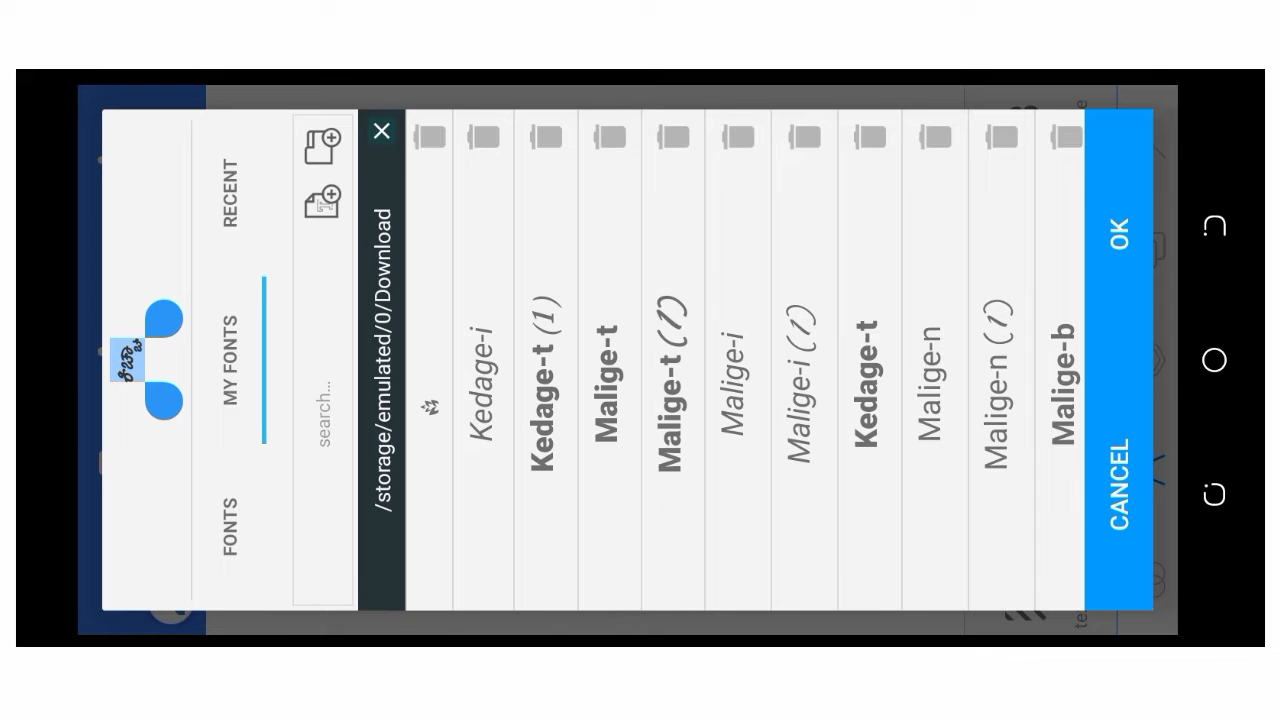 FONTS
MY FONTS
RECENT
search...
/storage/emulated/0/Download
Kedage-i
Kedage-t (1)
Malige-t
Malige-t (1)
Malige-i
Malige-i (1)
Kedage-t
Malige-n
Malige-n (1)
Malige-b
CANCEL
OK